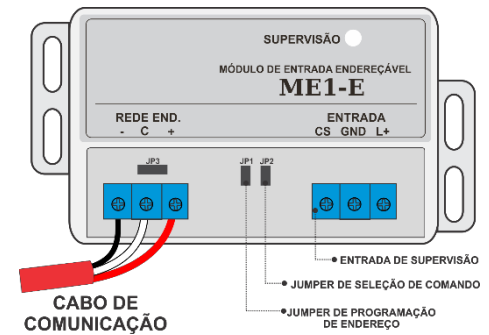 SUPERVISÃO
MÓDULO DE ENTRADA ENDEREÇÁVEL
ME1-E
REDE END.
- C +
ENTRADA
CS GND L+
JP3
JP1 JP2
ENTRADA DE SUPERVISÃO
JUMPER DE SELEÇÃO DE COMANDO
JUMPER DE PROGRAMAÇÃO
DE ENDEREÇO
CABO DE
COMUNICAÇÃO